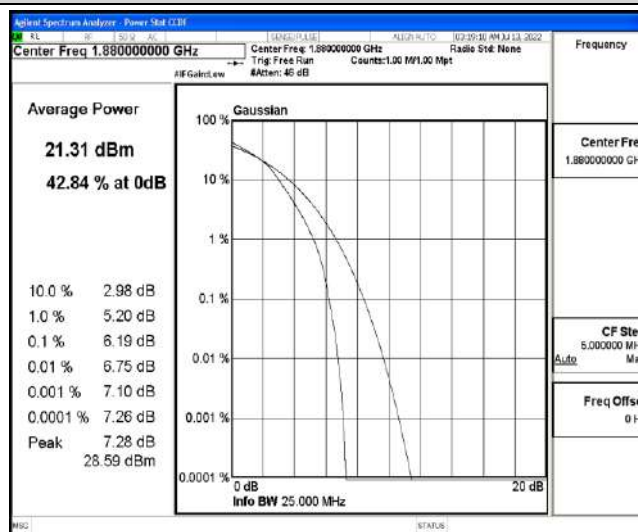 Agilent Spectrum Analyzer - Power Stat CCDF
RL RF 50 Ω AC SENSE:PULSE ALIGN AUTO 03:19:10 AM Jul 13, 2022
Center Freq 1.880000000 GHz
Center Freq: 1.880000000 GHz
Radio Std: None
Trig: Free Run
Counts:1.00 M/1.00 Mpt
#IFGain:Low
#Atten: 46 dB
Frequency
Average Power
21.31 dBm
42.84 % at 0dB
10.0 % 2.98 dB
1.0 % 5.20 dB
0.1 % 6.19 dB
0.01 % 6.75 dB
0.001 % 7.10 dB
0.0001 % 7.26 dB
Peak 7.28 dB
28.59 dBm
Gaussian
100 %
10 %
1 %
0.1 %
0.01 %
0.001 %
0.0001 %
0 dB
20 dB
Info BW 25.000 MHz
Center Fre
1.880000000 GH
CF Ste
5.000000 MH
Auto Ma
Freq Offse
0 H
MSG
STATUS